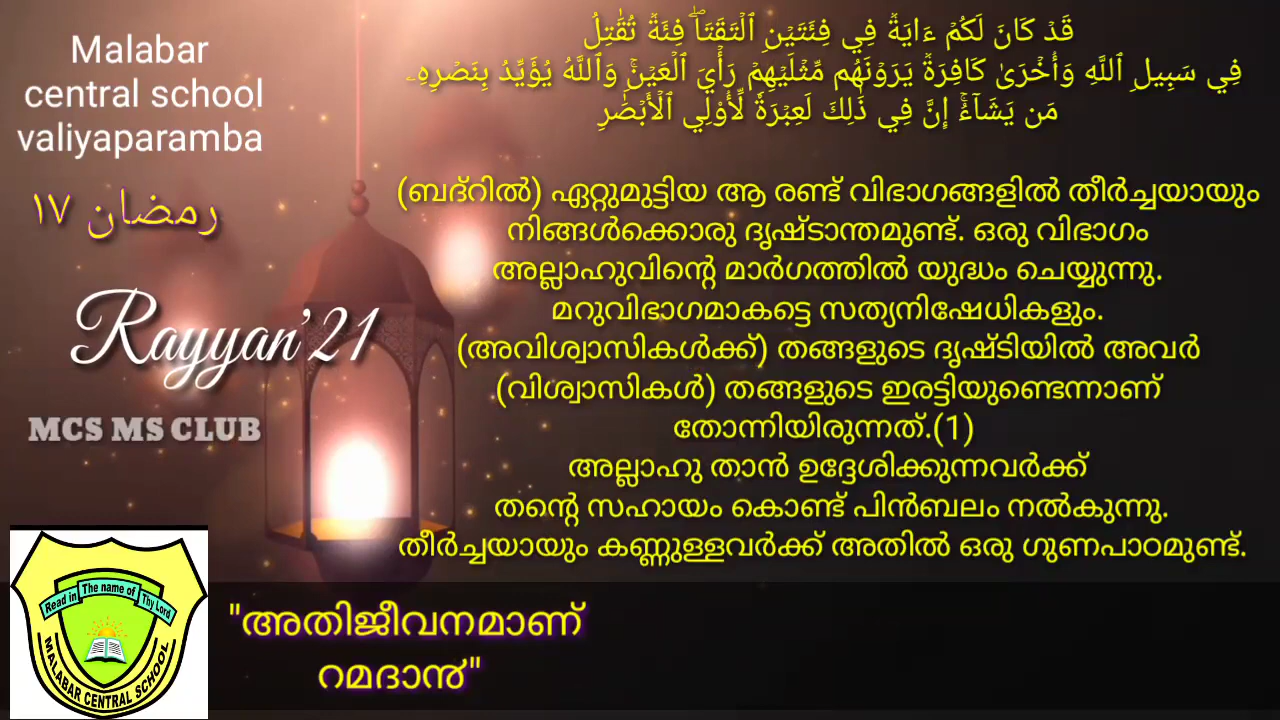 Malabar
central school
valiyaparamba
رمضان ١٧
Rayyan'21
MCS MS CLUB
قَدْ كَانَ لَكُمْ ءَايَةٌ فِي فِئَتَيْنِ ٱلْتَقَتَاۖ فِئَةٌ تُقَٰتِلُ
فِي سَبِيلِ ٱللَّهِ وَأُخْرَىٰ كَافِرَةٌ يَرَوْنَهُم مِّثْلَيْهِمْ رَأْيَ ٱلْعَيْنِۚ وَٱللَّهُ يُؤَيِّدُ بِنَصْرِهِۦ
مَن يَشَآءُۚ إِنَّ فِي ذَٰلِكَ لَعِبْرَةً لِّأُوْلِي ٱلْأَبْصَٰرِ
(ബദ്റിൽ) ഏറ്റുമുട്ടിയ ആ രണ്ട് വിഭാഗങ്ങളിൽ തീർച്ചയായും
നിങ്ങൾക്കൊരു ദൃഷ്ടാന്തമുണ്ട്. ഒരു വിഭാഗം
അല്ലാഹുവിന്റെ മാർഗത്തിൽ യുദ്ധം ചെയ്യുന്നു.
മറുവിഭാഗമാകട്ടെ സത്യനിഷേധികളും.
(അവിശ്വാസികൾക്ക്) തങ്ങളുടെ ദൃഷ്ടിയിൽ അവർ
(വിശ്വാസികൾ) തങ്ങളുടെ ഇരട്ടിയുണ്ടെന്നാണ്
തോന്നിയിരുന്നത്.(1)
അല്ലാഹു താൻ ഉദ്ദേശിക്കുന്നവർക്ക്
തന്റെ സഹായം കൊണ്ട് പിൻബലം നൽകുന്നു.
തീർച്ചയായും കണ്ണുള്ളവർക്ക് അതിൽ ഒരു ഗുണപാഠമുണ്ട്.
Read in The name of Thy Lord
MALABAR CENTRAL SCHOOL
"അതിജീവനമാണ്
റമദാൻ"